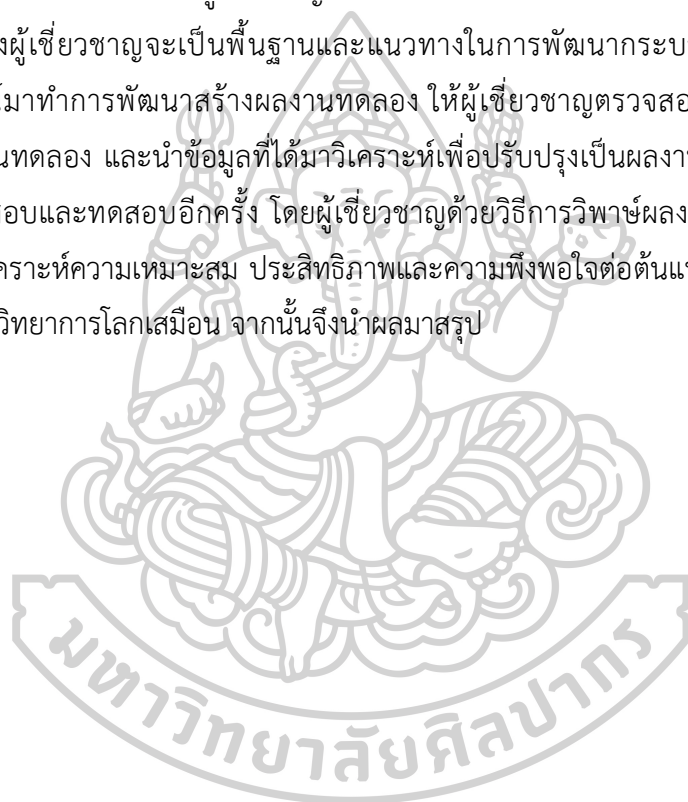 งผู้เชี่ยวชาญจะเป็นพื้นฐานและแนวทางในการพัฒนากระบ
มาทำการพัฒนาสร้างผลงานทดลอง ให้ผู้เชี่ยวชาญตรวจสอ
นทดลอง และนำข้อมูลที่ได้มาวิเคราะห์เพื่อปรับปรุงเป็นผลงา
สอบและทดสอบอีกครั้ง โดยผู้เชี่ยวชาญด้วยวิธีการวิพาษ์ผลง
คราะห์ความเหมาะสม ประสิทธิภาพและความพึงพอใจต่อต้นแ
วิทยาการโลกเสมือน จากนั้นจึงนำผลมาสรุป
มหาวิทยาลัยศิลปากร